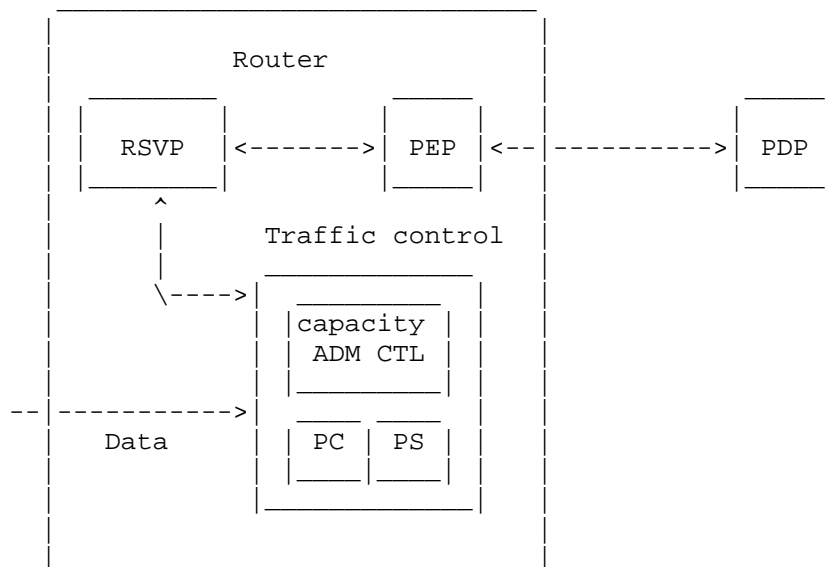 Router
RSVP <-------> PEP <-- ----------> PDP
Traffic control
capacity
ADM CTL
Data
PC PS